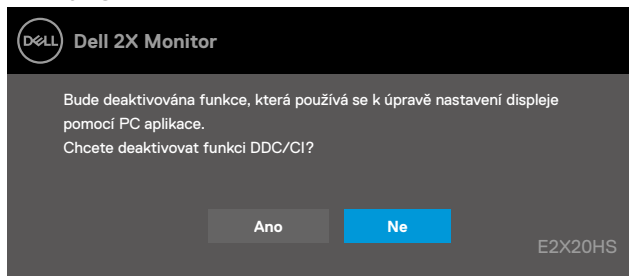 DELL Dell 2X Monitor
Bude deaktivována funkce, která používá se k úpravě nastavení displeje
pomocí PC aplikace.
Chcete deaktivovat funkci DDC/CI?
Ano Ne
E2X20HS